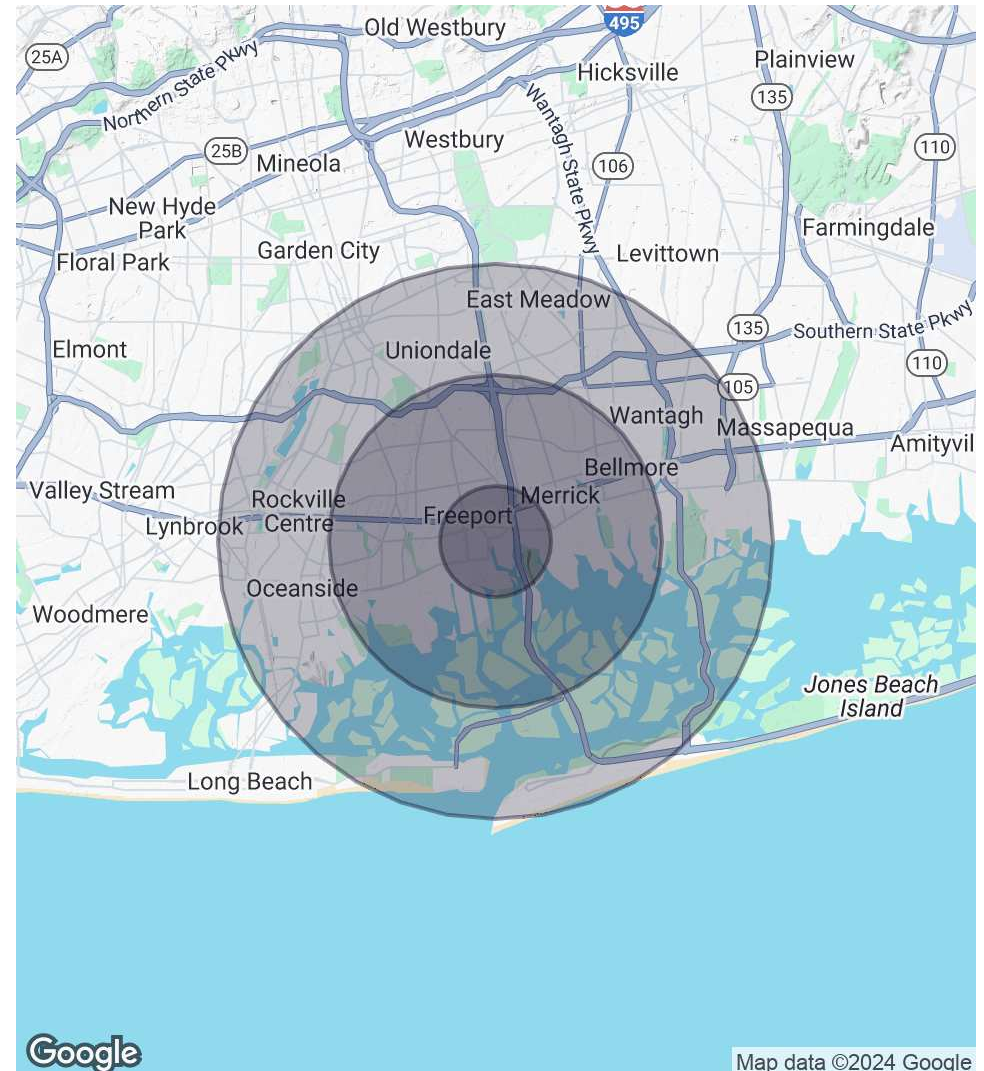 Old Westbury
495
25A
Plainview
Hicksville
Northern State Pkwy
135
Wantagh State Pkwy
Westbury
25B
110
Mineola
106
New Hyde
Park
Farmingdale
Garden City
Levittown
Floral Park
East Meadow
135
Southern State Pkwy
Elmont
Uniondale
110
105
Wantagh
Massapequa
Amityvil
Bellmore
Valley Stream
Merrick
Rockville
Centre
Freeport
Lynbrook
Oceanside
Woodmere
Jones Beach
Island
Long Beach
Google
Map data ©2024 Google